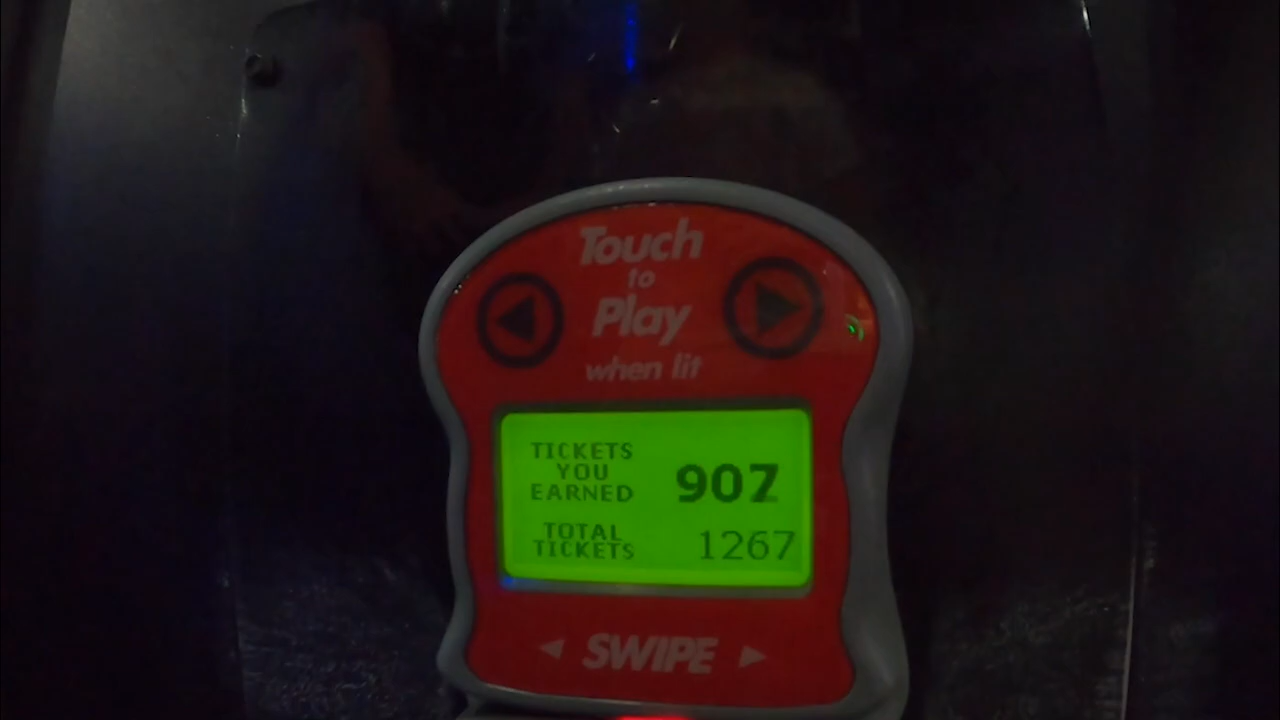 Touch
to
Play
when lit
TICKETS
YOU
EARNED
907
TOTAL
TICKETS
1267
SWIPE